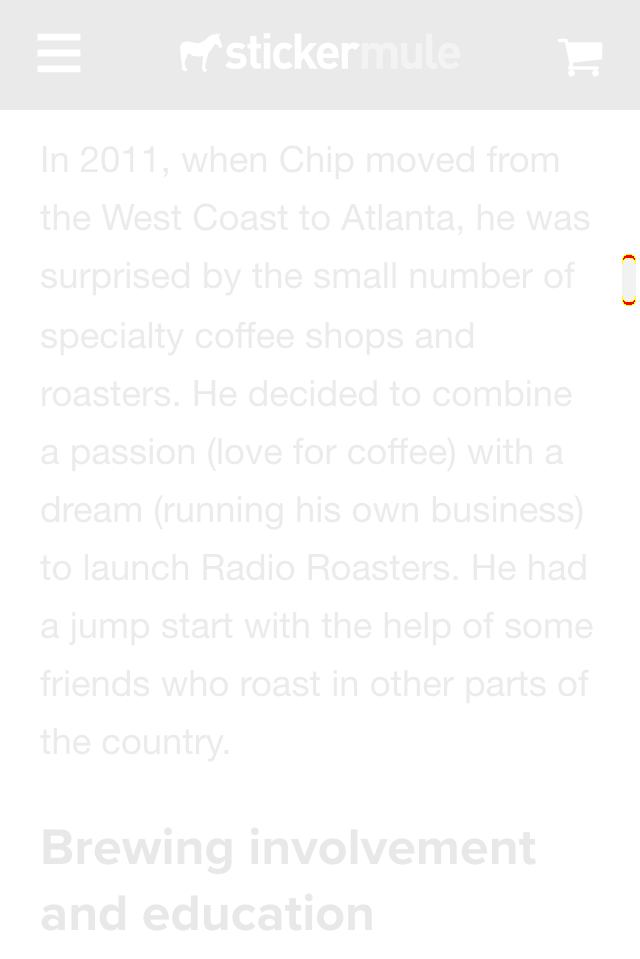 stickermule
In 2011, when Chip moved from
the West Coast to Atlanta, he was
surprised by the small number of
specialty coffee shops and
roasters. He decided to combine
a passion (love for coffee) with a
dream (running his own business)
to launch Radio Roasters. He had
a jump start with the help of some
friends who roast in other parts of
the country.
Brewing involvement
and education